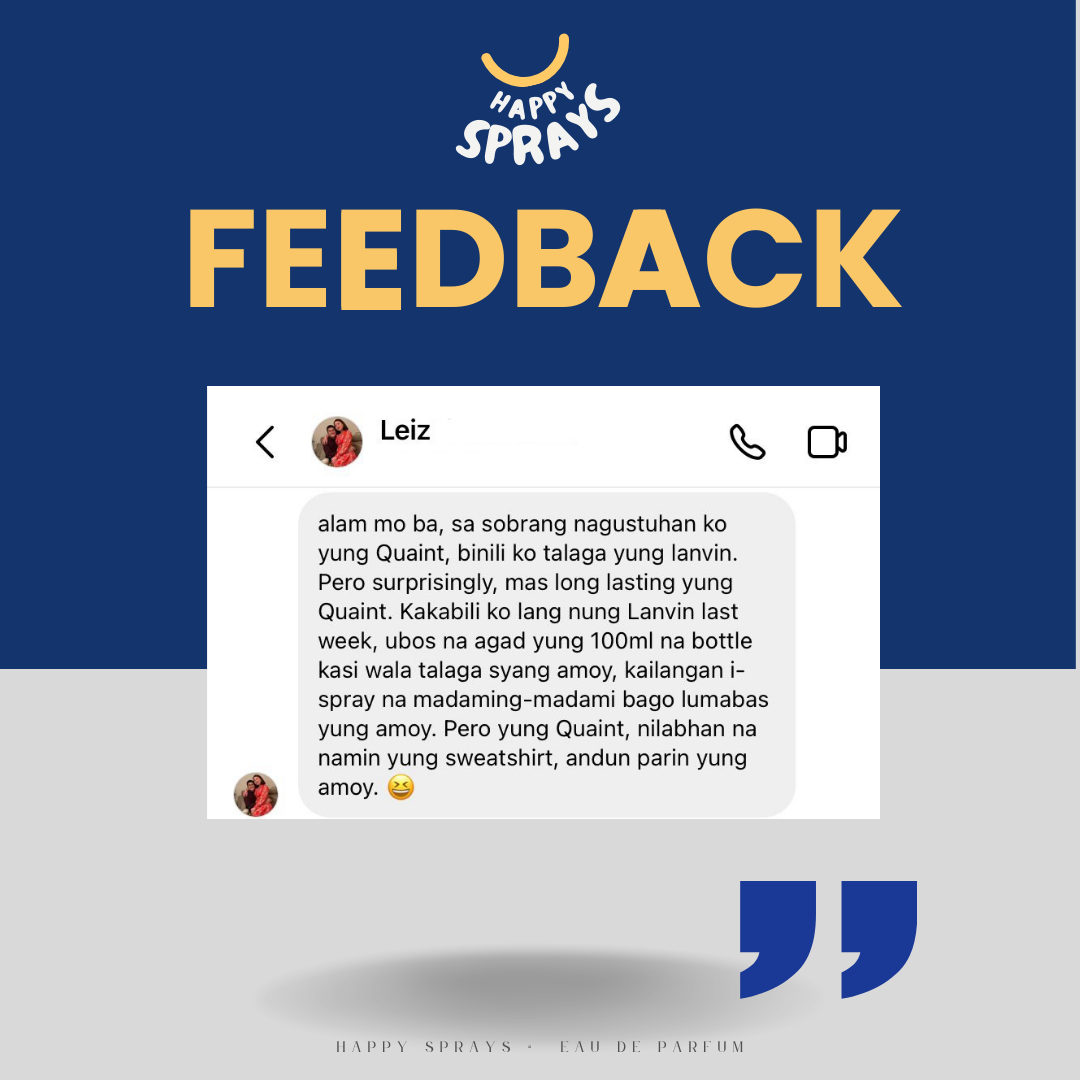 HAPPY
SPRAYS
FEEDBACK
Leiz
alam mo ba, sa sobrang nagustuhan ko
yung Quaint, binili ko talaga yung lanvin.
Pero surprisingly, mas long lasting yung
Quaint. Kakabili ko lang nung Lanvin last
week, ubos na agad yung 100ml na bottle
kasi wala talaga syang amoy, kailangan i-
spray na madaming-madami bago lumabas
yung amoy. Pero yung Quaint, nilabhan na
namin yung sweatshirt, andun parin yung
amoy. 😆
”
HAPPY SPRAYS • EAU DE PARFUM